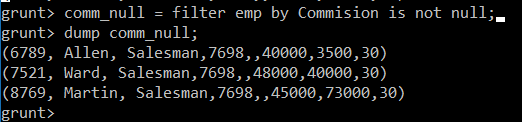 grunt> comm_null = filter emp by Commision is not null;
grunt> dump comm_null;
(6789, Allen, Salesman,7698,,40000,3500,30)
(7521, Ward, Salesman,7698,,48000,40000,30)
(8769, Martin, Salesman,7698,,45000,73000,30)
grunt>